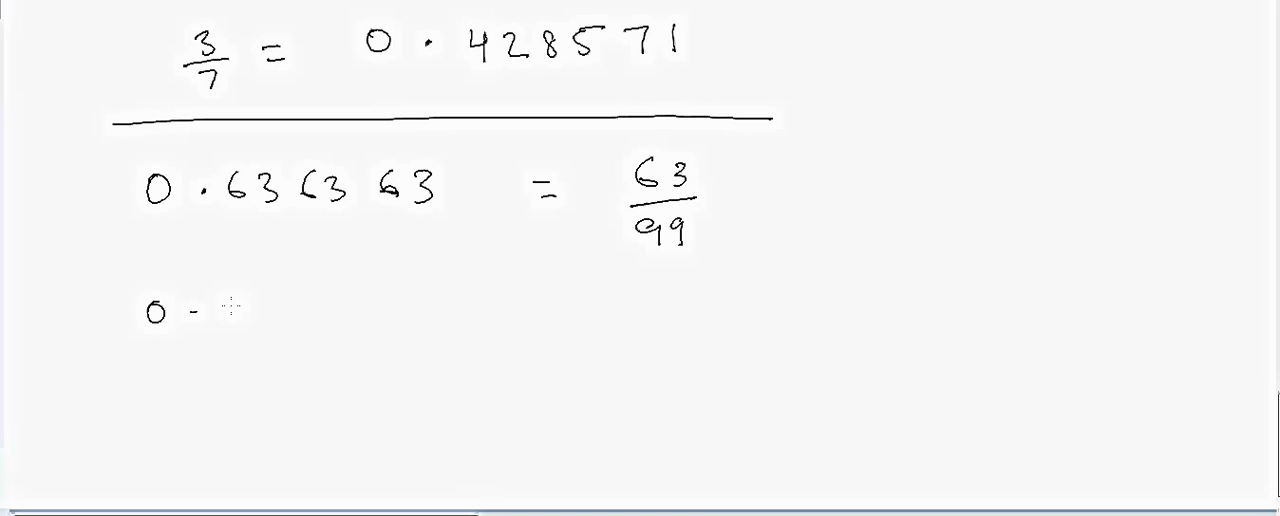 3/7 = 0.428571
0.636363 = 63/99
0.